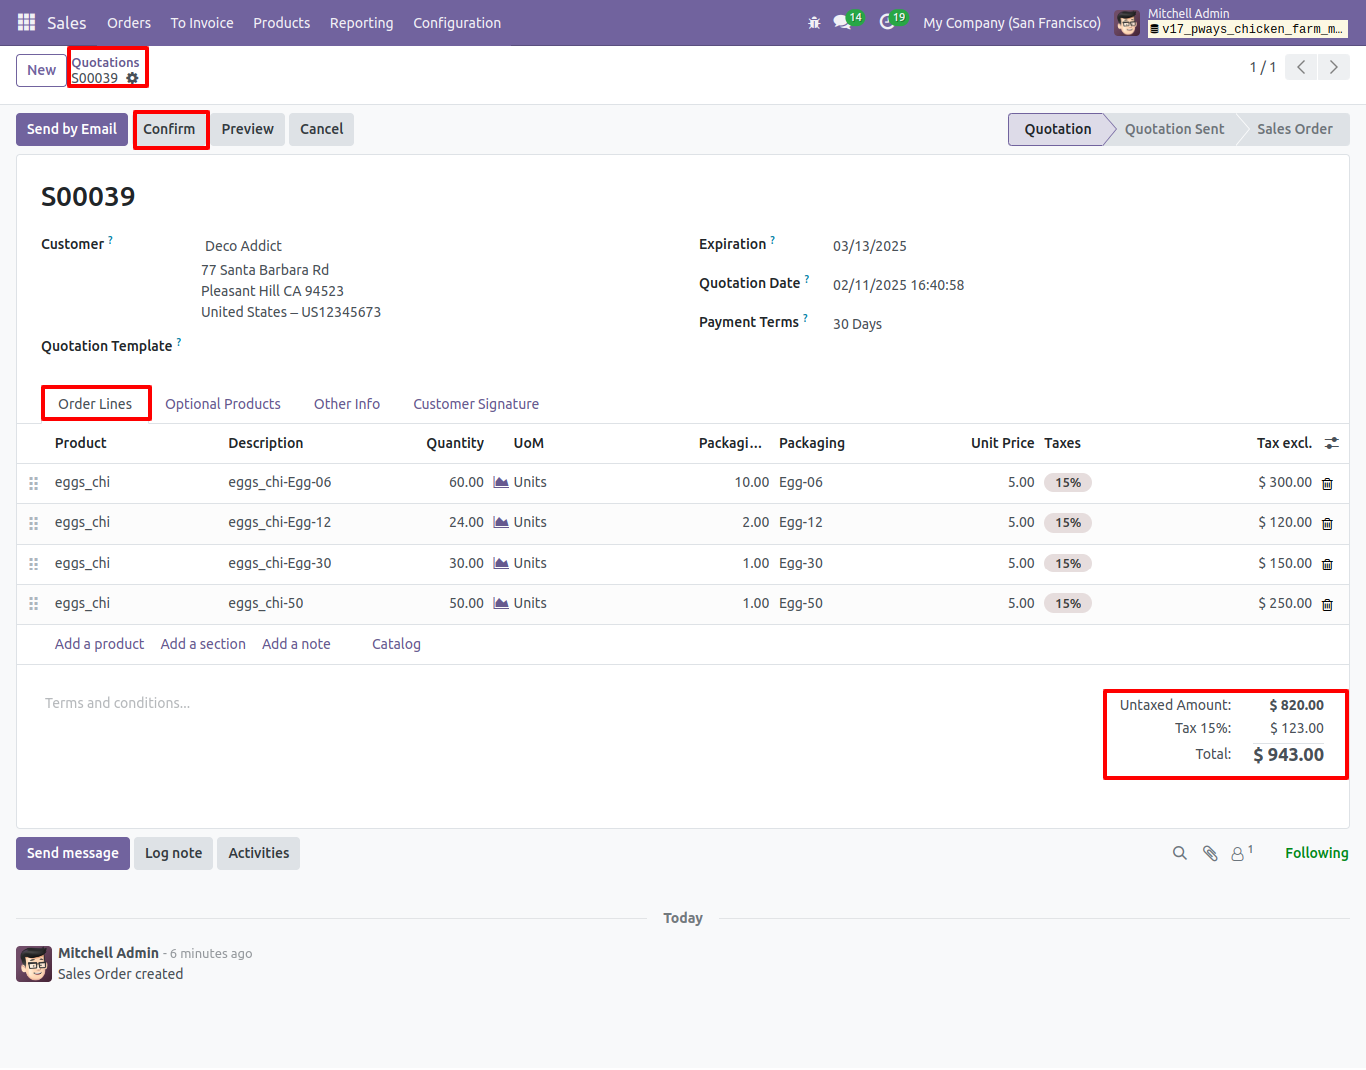 Sales Orders To Invoice Products Reporting Configuration 14 19 My Company (San Francisco) Mitchell Admin
v17_pways_chicken_farm_m...
New Quotations
S00039
1 / 1
Send by Email Confirm Preview Cancel Quotation Quotation Sent Sales Order
S00039
Customer ? Deco Addict
77 Santa Barbara Rd
Pleasant Hill CA 94523
United States – US12345673
Quotation Template ?
Expiration ? 03/13/2025
Quotation Date ? 02/11/2025 16:40:58
Payment Terms ? 30 Days
Order Lines Optional Products Other Info Customer Signature
Product Description Quantity UoM Packagi... Packaging Unit Price Taxes Tax excl.
eggs_chi eggs_chi-Egg-06 60.00 Units 10.00 Egg-06 5.00 15% $ 300.00
eggs_chi eggs_chi-Egg-12 24.00 Units 2.00 Egg-12 5.00 15% $ 120.00
eggs_chi eggs_chi-Egg-30 30.00 Units 1.00 Egg-30 5.00 15% $ 150.00
eggs_chi eggs_chi-50 50.00 Units 1.00 Egg-50 5.00 15% $ 250.00
Add a product Add a section Add a note Catalog
Terms and conditions...
Untaxed Amount: $ 820.00
Tax 15%: $ 123.00
Total: $ 943.00
Send message Log note Activities 1 Following
Today
Mitchell Admin - 6 minutes ago
Sales Order created